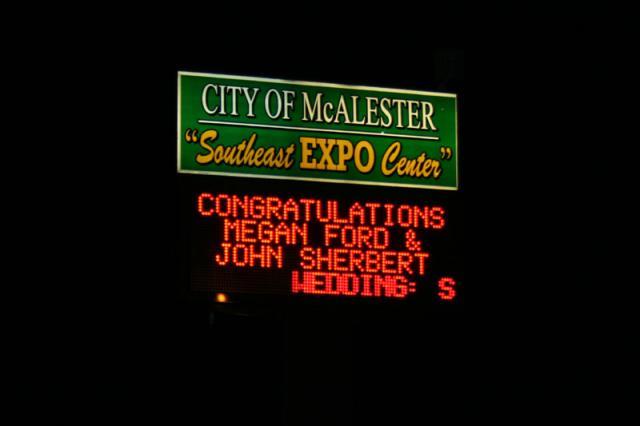 CITY OF McALESTER
"Southeast EXPO Center"
CONGRATULATIONS
MEGAN FORD &
JOHN SHERBERT
WEDDING: S